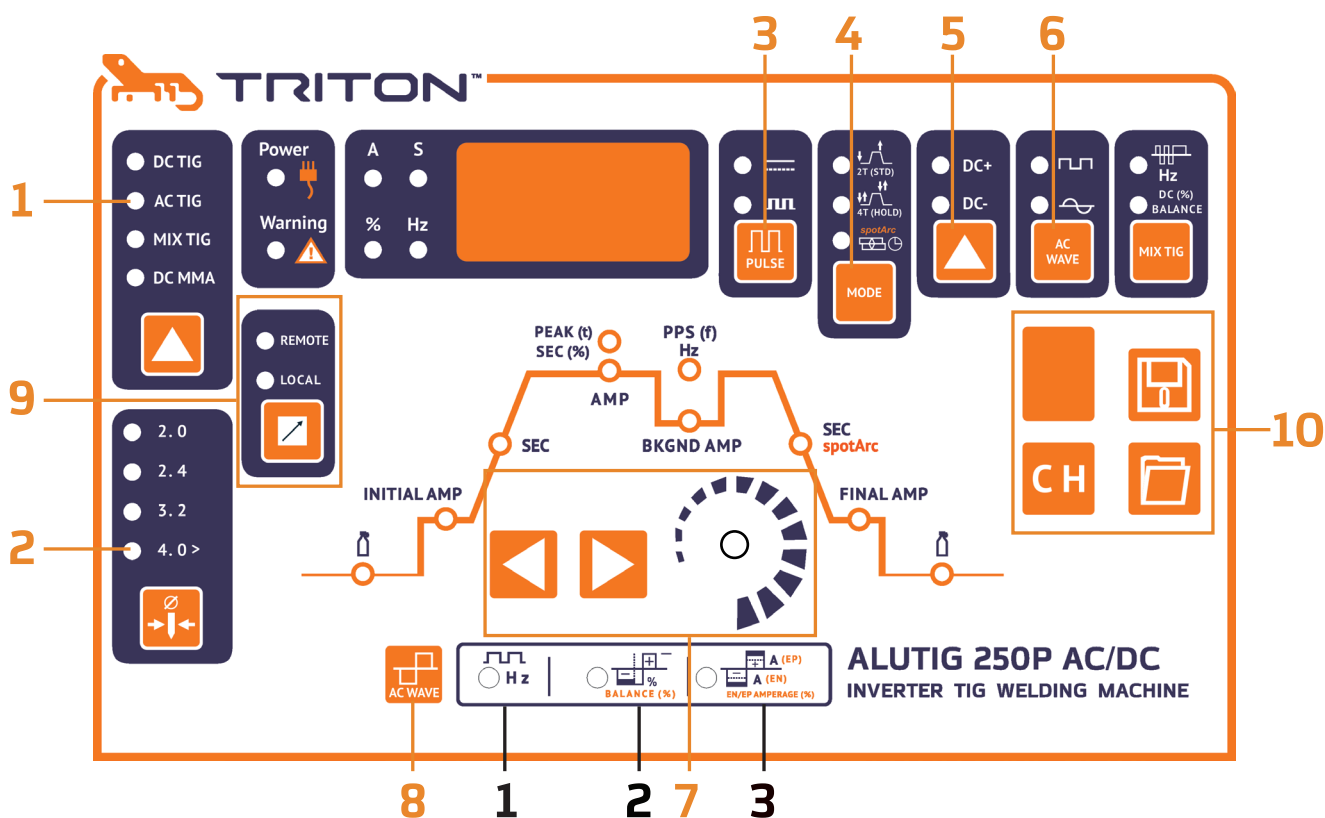 3 4 5 6
TRITON™
DC TIG
AC TIG
MIX TIG
DC MMA
1
Power
Warning
A S
% Hz
PULSE
2T (STD)
4T (HOLD)
spotArc
MODE
DC+
DC-
AC
WAVE
Hz
DC (%)
BALANCE
MIX TIG
9
REMOTE
LOCAL
2
2.0
2.4
3.2
4.0>
Ø
PEAK (t)
SEC (%)
AMP
PPS (f)
Hz
BKGND AMP
SEC
SEC
spotArc
INITIAL AMP
FINAL AMP
CH
10
AC WAVE
Hz
%
BALANCE (%)
A (EP)
A (EN)
EN/EP AMPERAGE (%)
ALUTIG 250P AC/DC
INVERTER TIG WELDING MACHINE
8 1 2 7 3